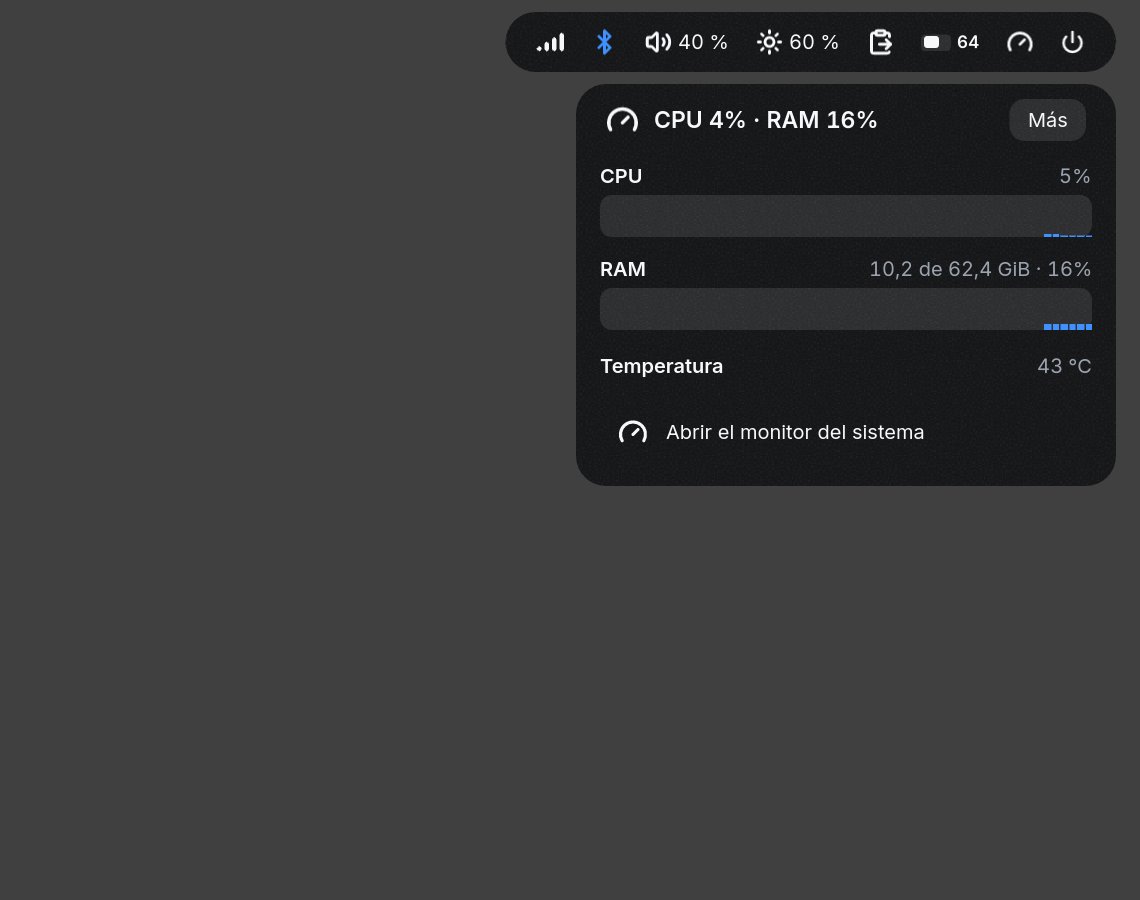 40 % 60 % 64
CPU 4% · RAM 16% Más
CPU 5%
RAM 10,2 de 62,4 GiB · 16%
Temperatura 43 °C
Abrir el monitor del sistema